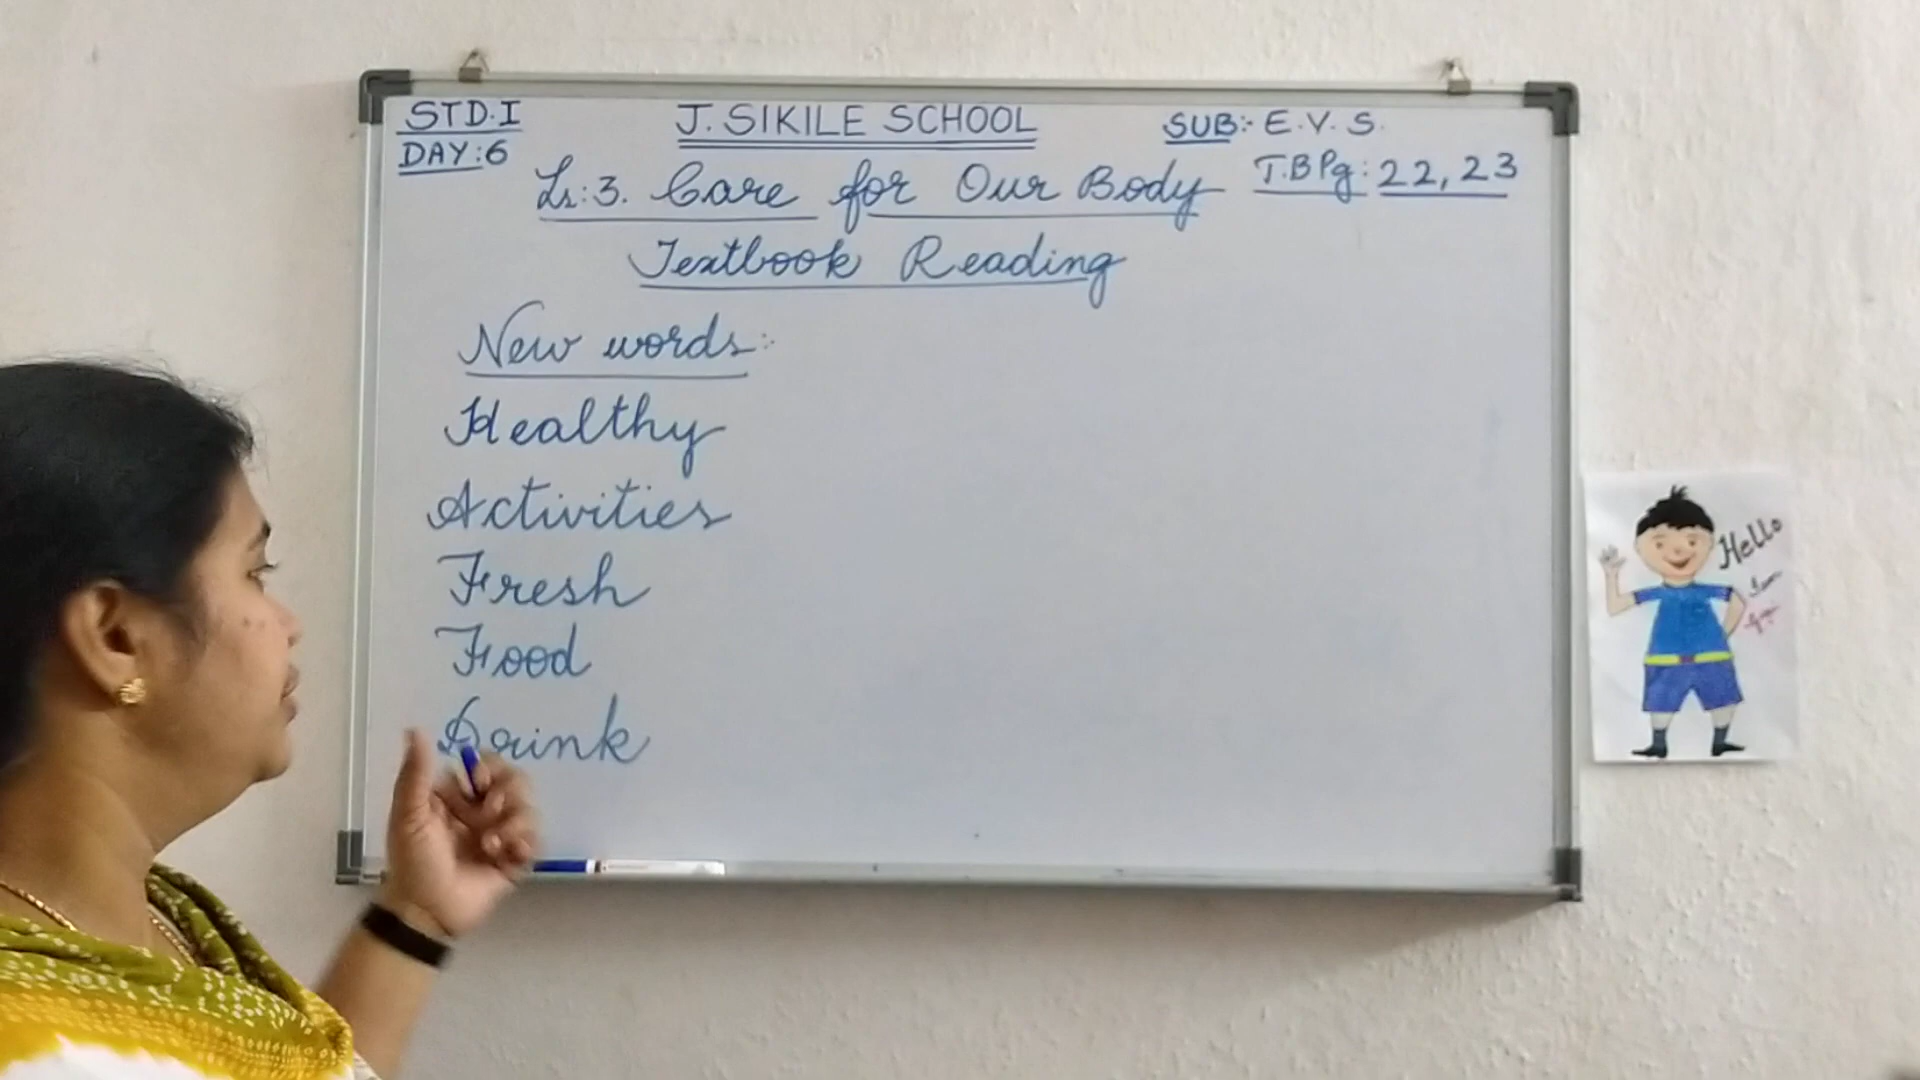 STD.I J. SIKILE SCHOOL SUB:- E.V.S.
DAY:6
Ls:3. Care for Our Body T.B Pg: 22, 23
Textbook Reading
New words:-
Healthy
Activities
Fresh
Food
Drink
Hello
I am